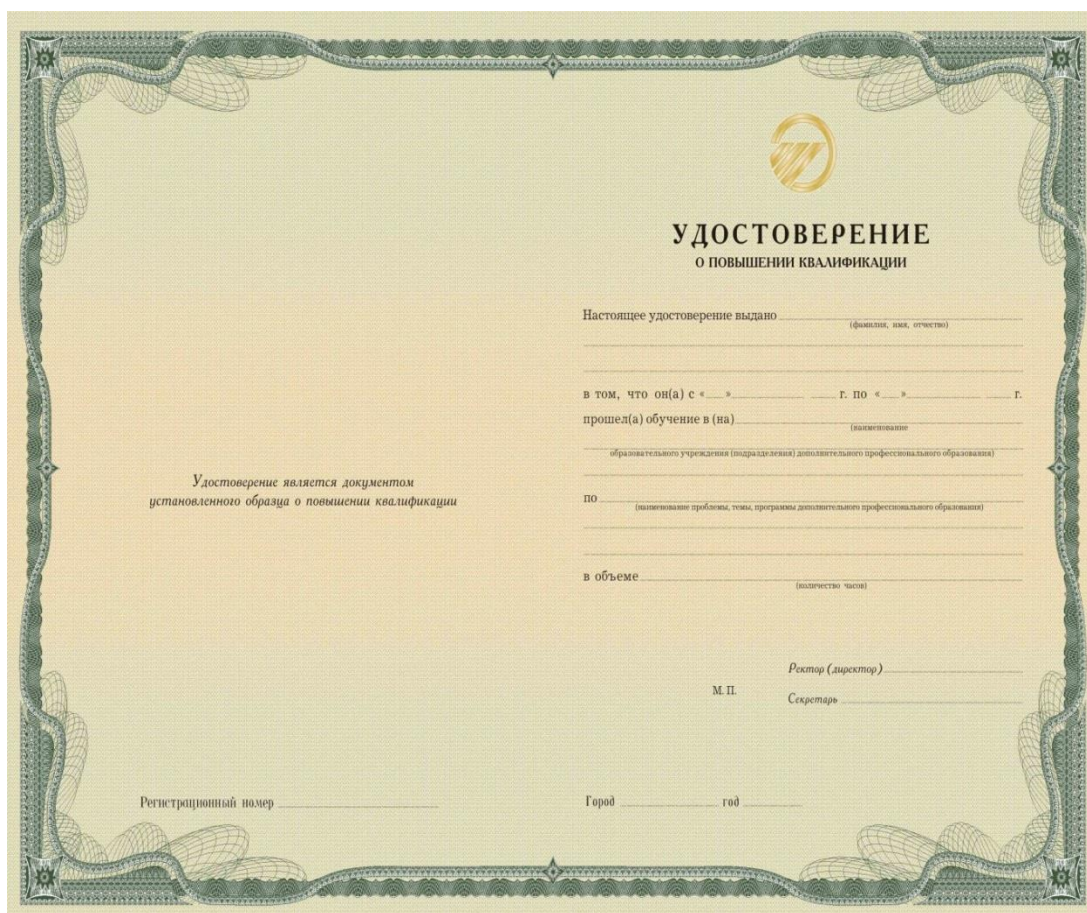 Удостоверение является документом
установленного образца о повышении квалификации
Регистрационный номер
УДОСТОВЕРЕНИЕ
О ПОВЫШЕНИИ КВАЛИФИКАЦИИ
Настоящее удостоверение выдано
(фамилия, имя, отчество)
в том, что он(а) с « » г. по « » г.
прошел(а) обучение в (на)
(наименование
образовательного учреждения (подразделения) дополнительного профессионального образования)
по
(наименование проблемы, темы, программы дополнительного профессионального образования)
в объеме
(количество часов)
Ректор (директор)
М. П.
Секретарь
Город год